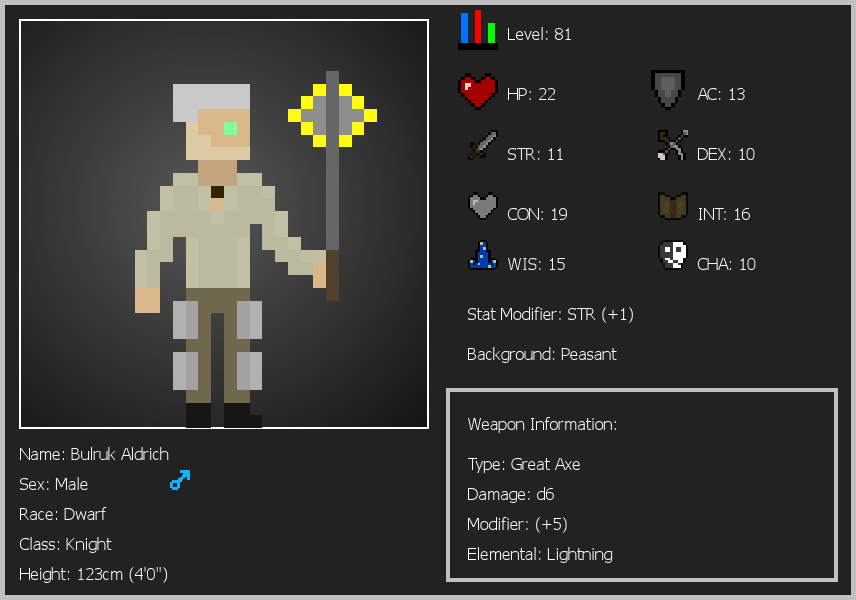 Level: 81
HP: 22
AC: 13
STR: 11
DEX: 10
CON: 19
INT: 16
WIS: 15
CHA: 10
Stat Modifier: STR (+1)
Background: Peasant
Weapon Information:
Type: Great Axe
Damage: d6
Modifier: (+5)
Elemental: Lightning
Name: Bulruk Aldrich
Sex: Male
Race: Dwarf
Class: Knight
Height: 123cm (4'0")